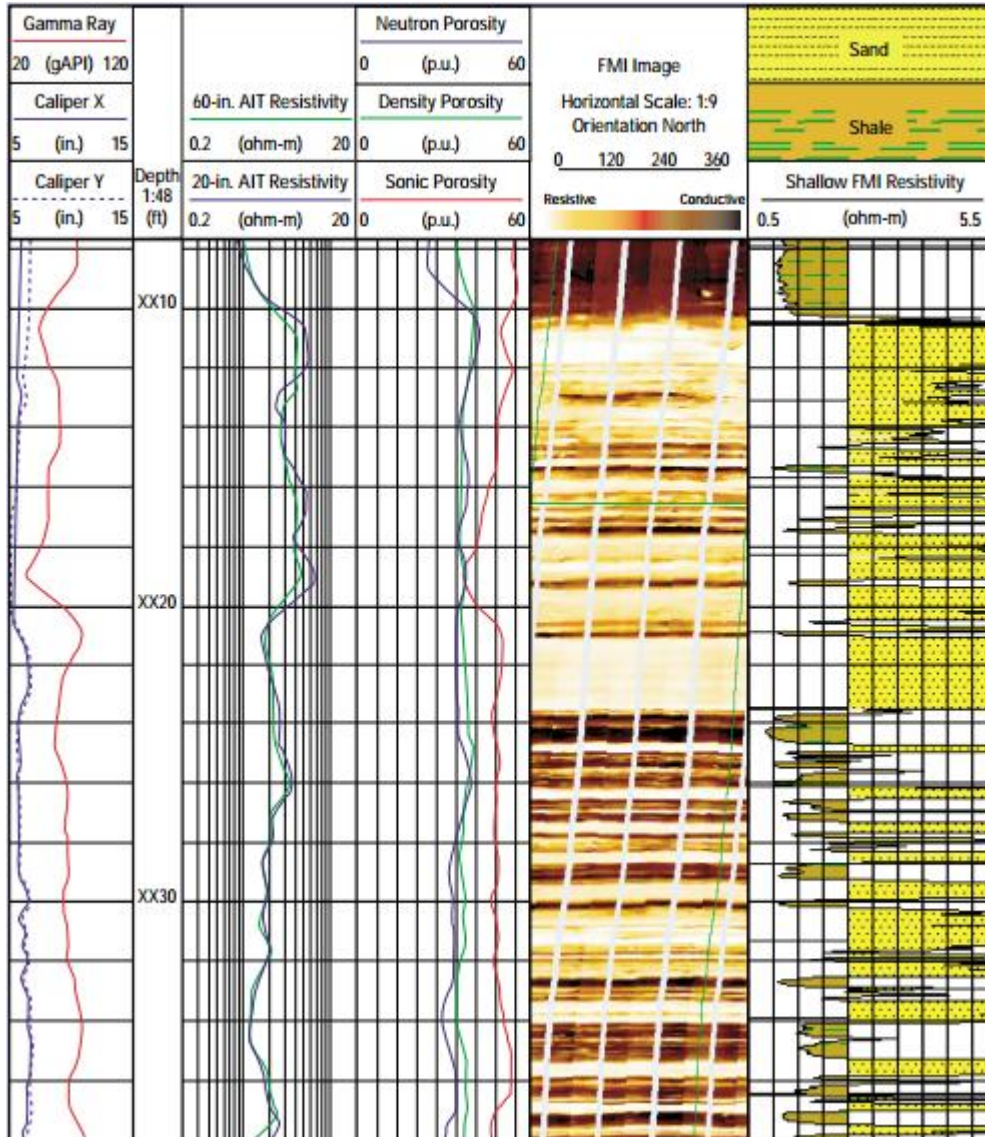 Gamma Ray
20 (gAPI) 120
Caliper X
5 (in.) 15
Caliper Y
5 (in.) 15
Depth
1:48
(ft)
60-in. AIT Resistivity
0.2 (ohm-m) 20
20-in. AIT Resistivity
0.2 (ohm-m) 20
Neutron Porosity
0 (p.u.) 60
Density Porosity
0 (p.u.) 60
Sonic Porosity
0 (p.u.) 60
FMI Image
Horizontal Scale: 1:9
Orientation North
0 120 240 360
Resistive Conductive
Sand
Shale
Shallow FMI Resistivity
0.5 (ohm-m) 5.5
XX10
XX20
XX30